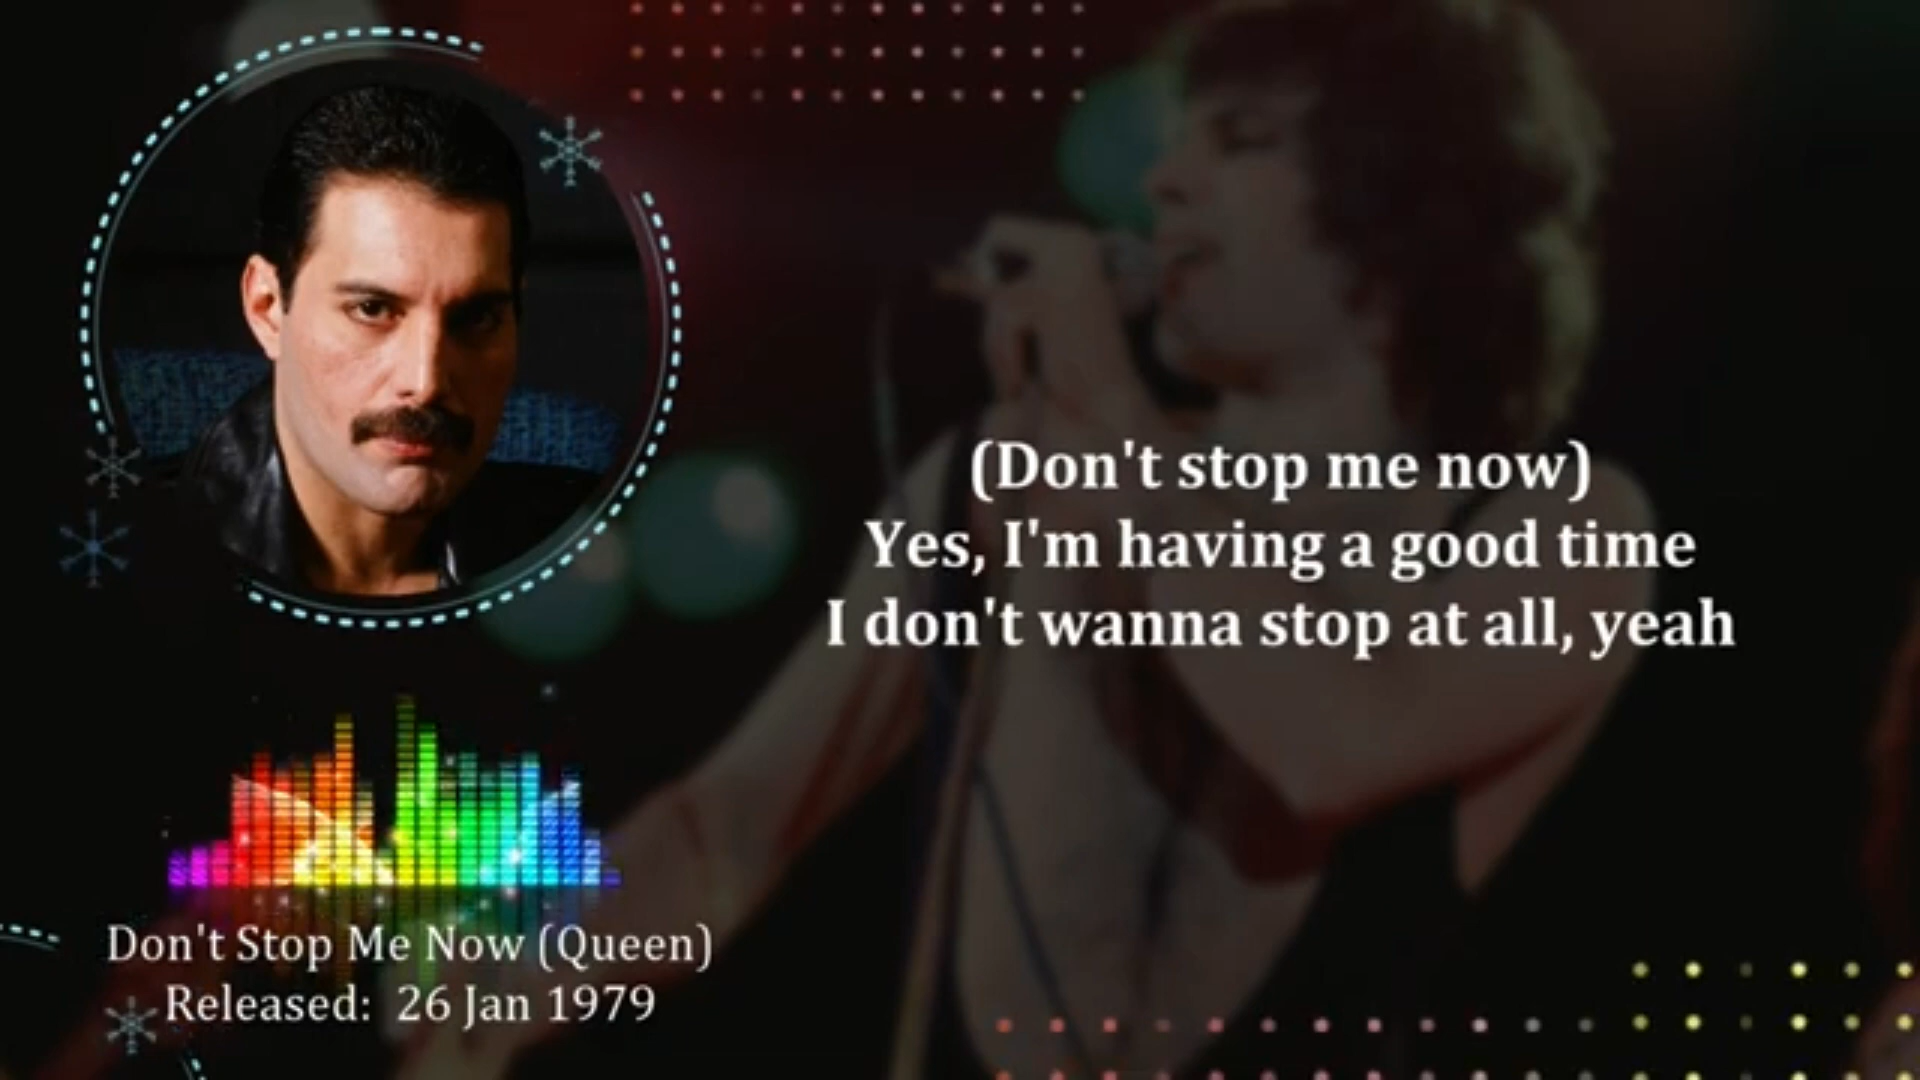 (Don't stop me now)
Yes, I'm having a good time
I don't wanna stop at all, yeah
Don't Stop Me Now (Queen)
Released:  26 Jan 1979